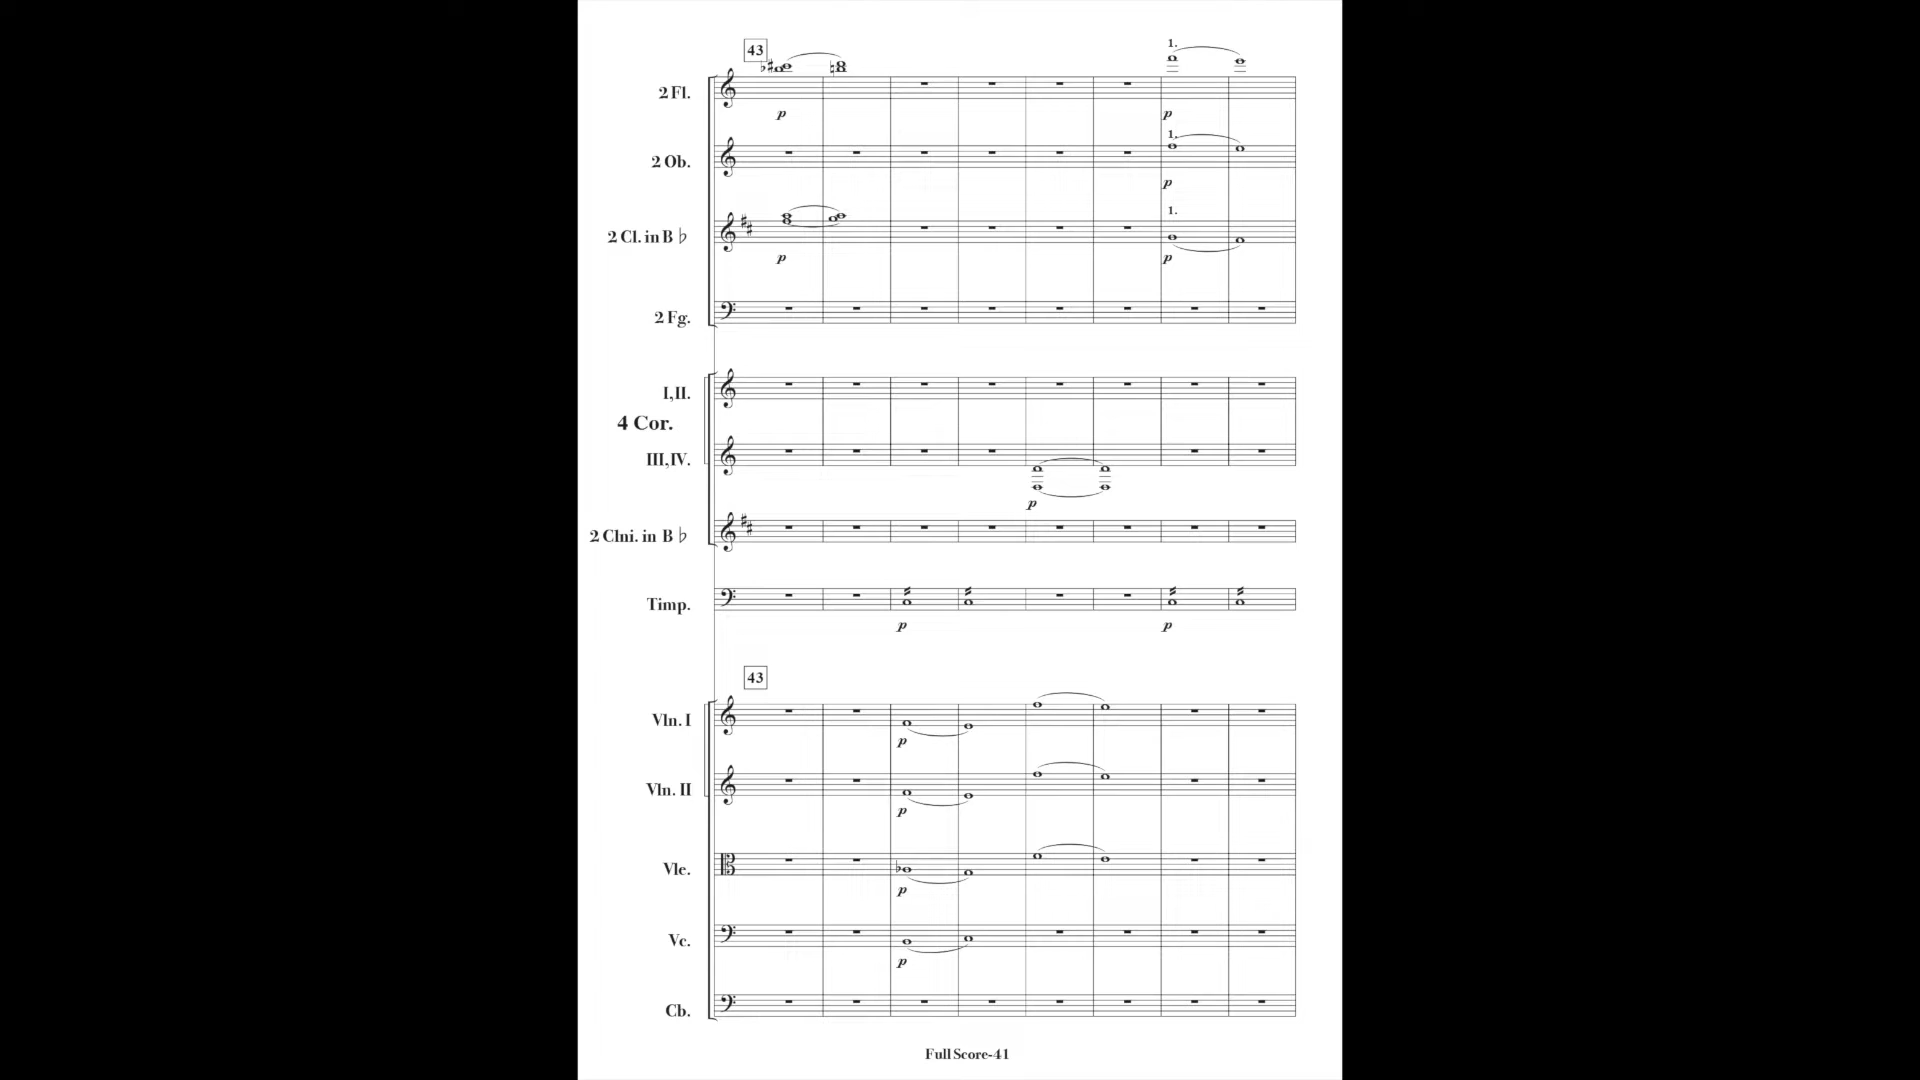 43
1.
2 Fl.
p
p
1.
2 Ob.
p
1.
2 Cl. in B♭
p
p
2 Fg.
I,II.
4 Cor.
III,IV.
p
2 Clni. in B♭
Timp.
p
p
43
Vln. I
p
Vln. II
p
Vle.
p
Vc.
p
Cb.
Full Score-41